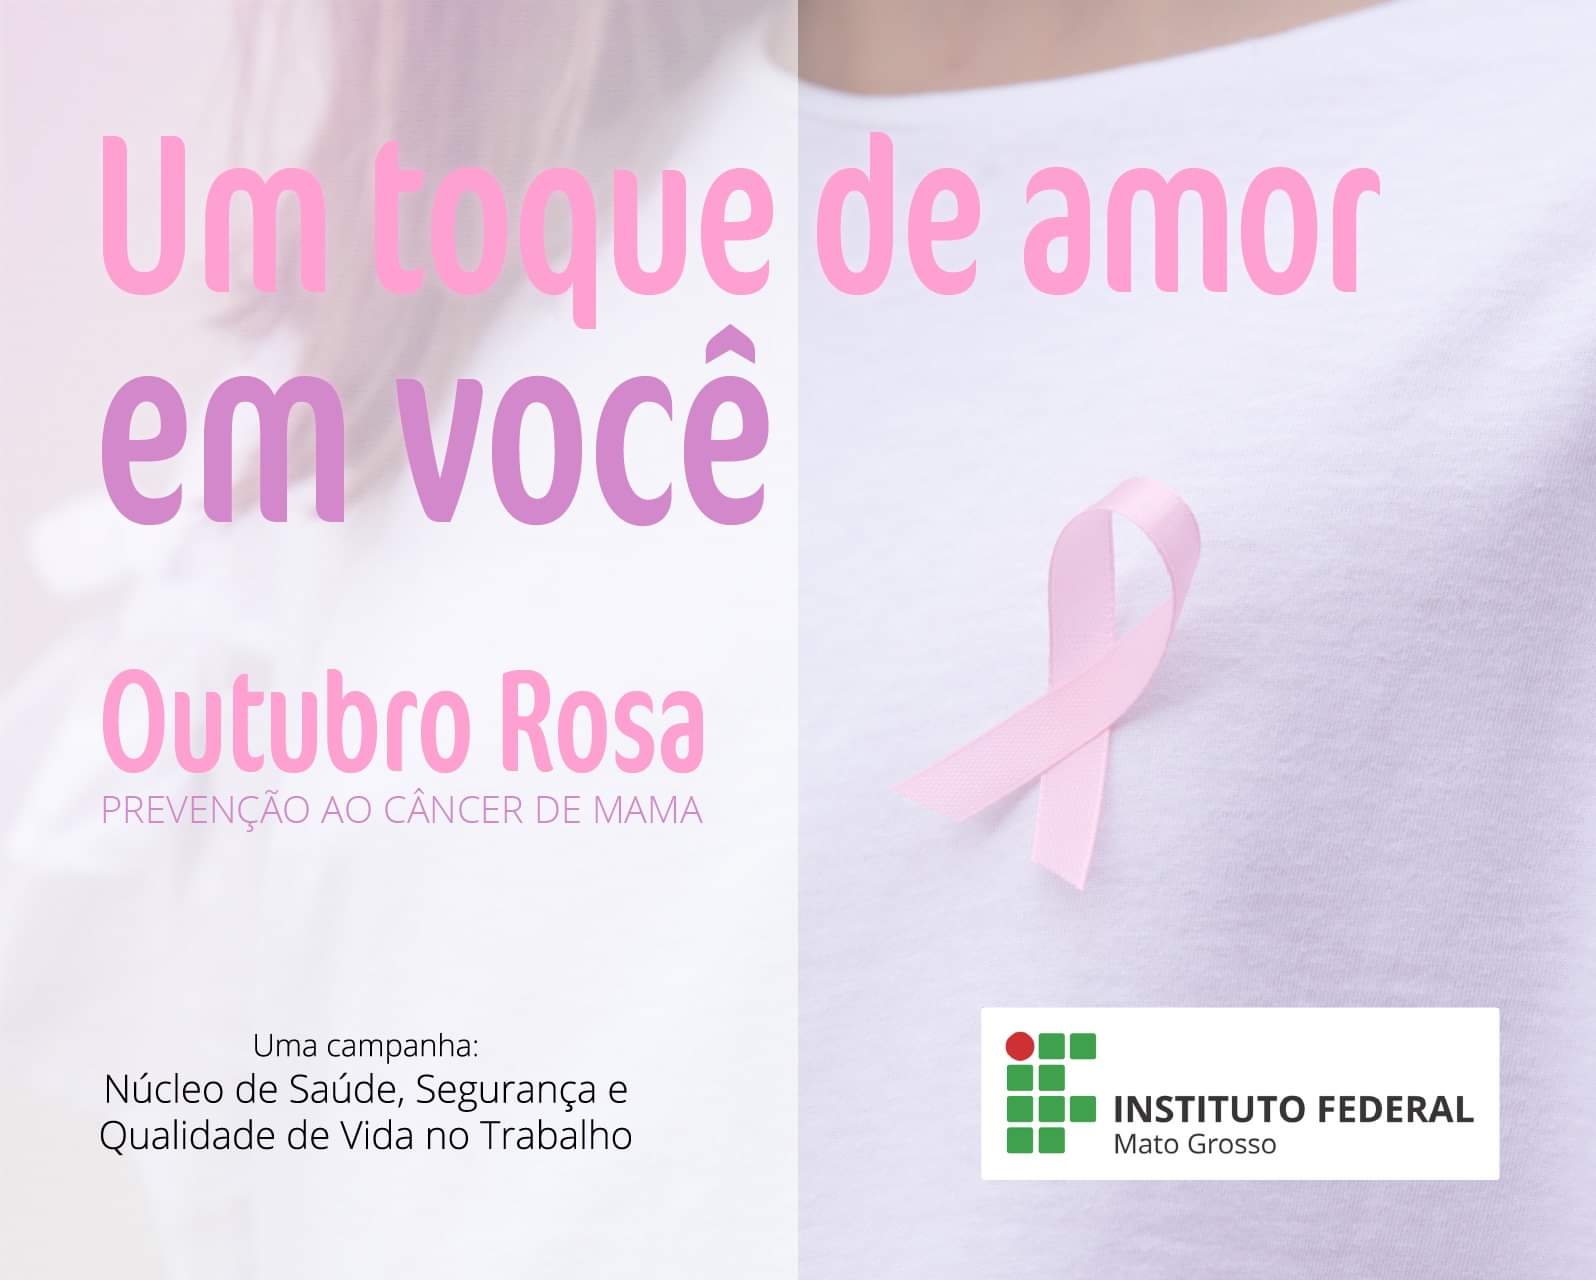 Um toque de amor
em você
Outubro Rosa
PREVENÇÃO AO CÂNCER DE MAMA
Uma campanha:
Núcleo de Saúde, Segurança e
Qualidade de Vida no Trabalho
INSTITUTO FEDERAL
Mato Grosso